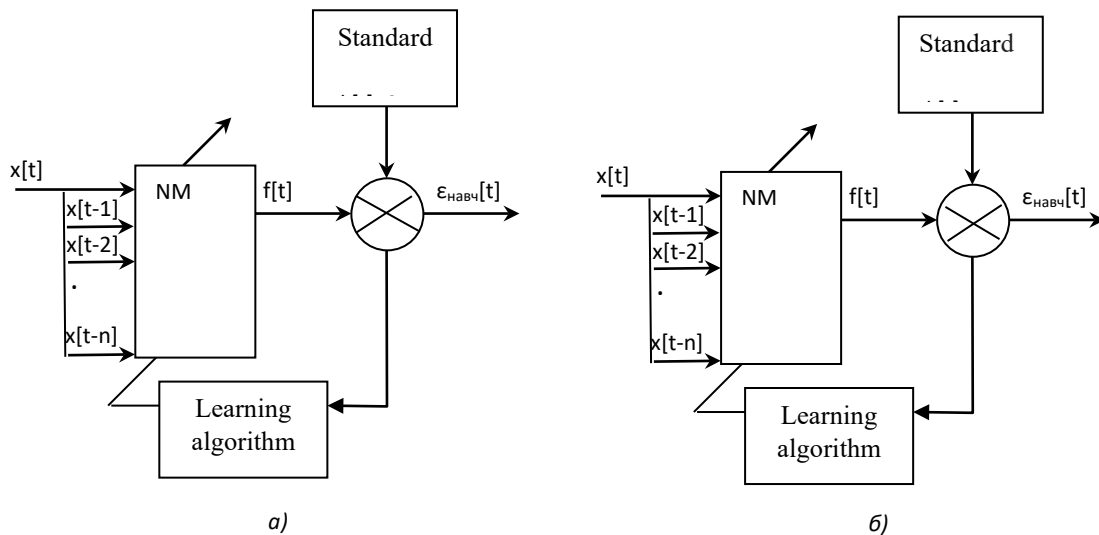 Standard
x[t]
NM
f[t]
εнавч[t]
x[t-1]
x[t-2]
.
x[t-n]
Learning
algorithm
а)
Standard
x[t]
NM
f[t]
εнавч[t]
x[t-1]
x[t-2]
.
x[t-n]
Learning
algorithm
б)